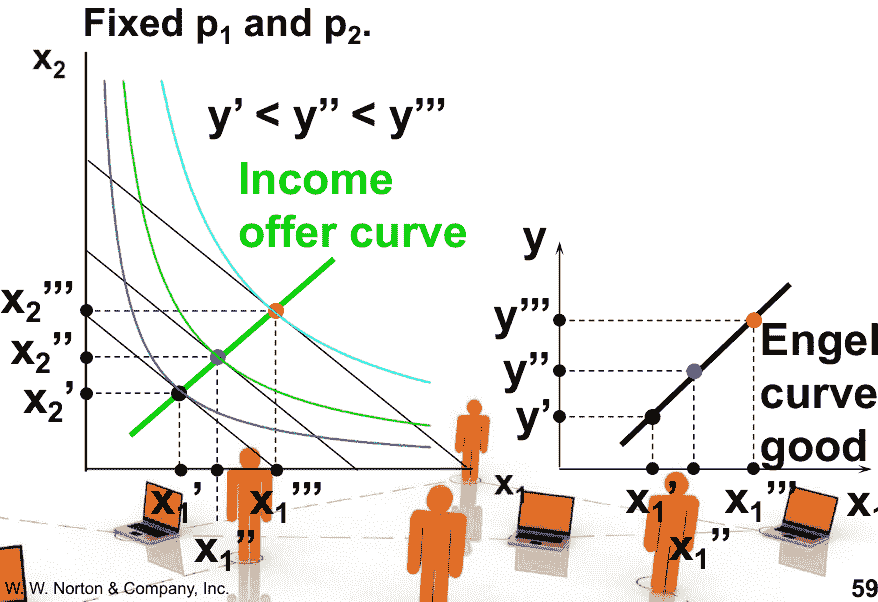 Fixed p₁ and p₂.
x₂
y’ < y’’ < y’’’
Income
offer curve
x₂’’’
x₂’’
x₂’
x₁’
x₁’’’
x₁’’
x₁
y
y’’’
y’’
y’
Engel
curve
good
x₁’
x₁’’’
x₁’’
x₁
W. W. Norton & Company, Inc.
59